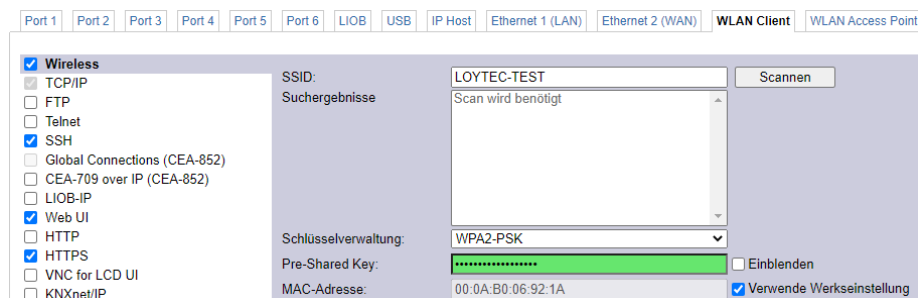 Port 1 Port 2 Port 3 Port 4 Port 5 Port 6 LIOB USB IP Host Ethernet 1 (LAN) Ethernet 2 (WAN) WLAN Client WLAN Access Point
Wireless
TCP/IP
FTP
Telnet
SSH
Global Connections (CEA-852)
CEA-709 over IP (CEA-852)
LIOB-IP
Web UI
HTTP
HTTPS
VNC for LCD UI
KNXnet/IP
SSID: LOYTEC-TEST Scannen
Suchergebnisse Scan wird benötigt
Schlüsselverwaltung: WPA2-PSK
Pre-Shared Key: •••••••••••••••••• Einblenden
MAC-Adresse: 00:0A:B0:06:92:1A Verwende Werkseinstellung